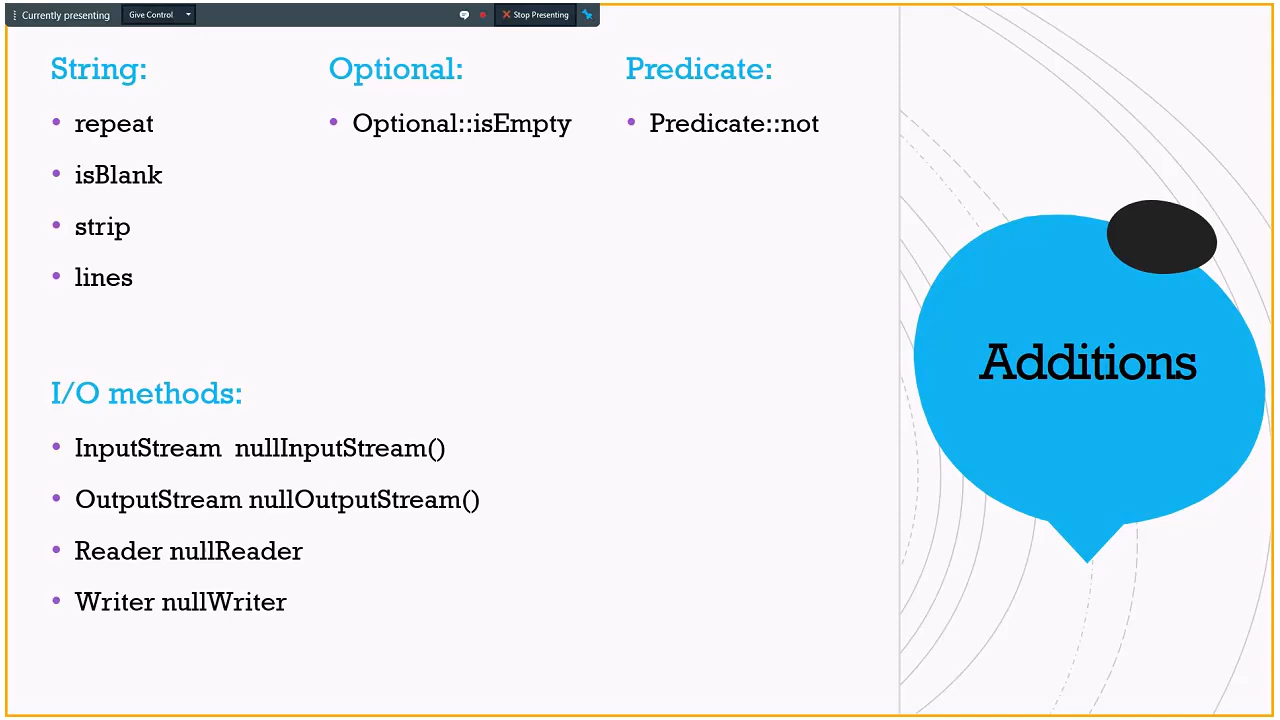 Currently presenting Give Control Stop Presenting
String:
repeat
isBlank
strip
lines
Optional:
Optional::isEmpty
Predicate:
Predicate::not
I/O methods:
InputStream nullInputStream()
OutputStream nullOutputStream()
Reader nullReader
Writer nullWriter
Additions